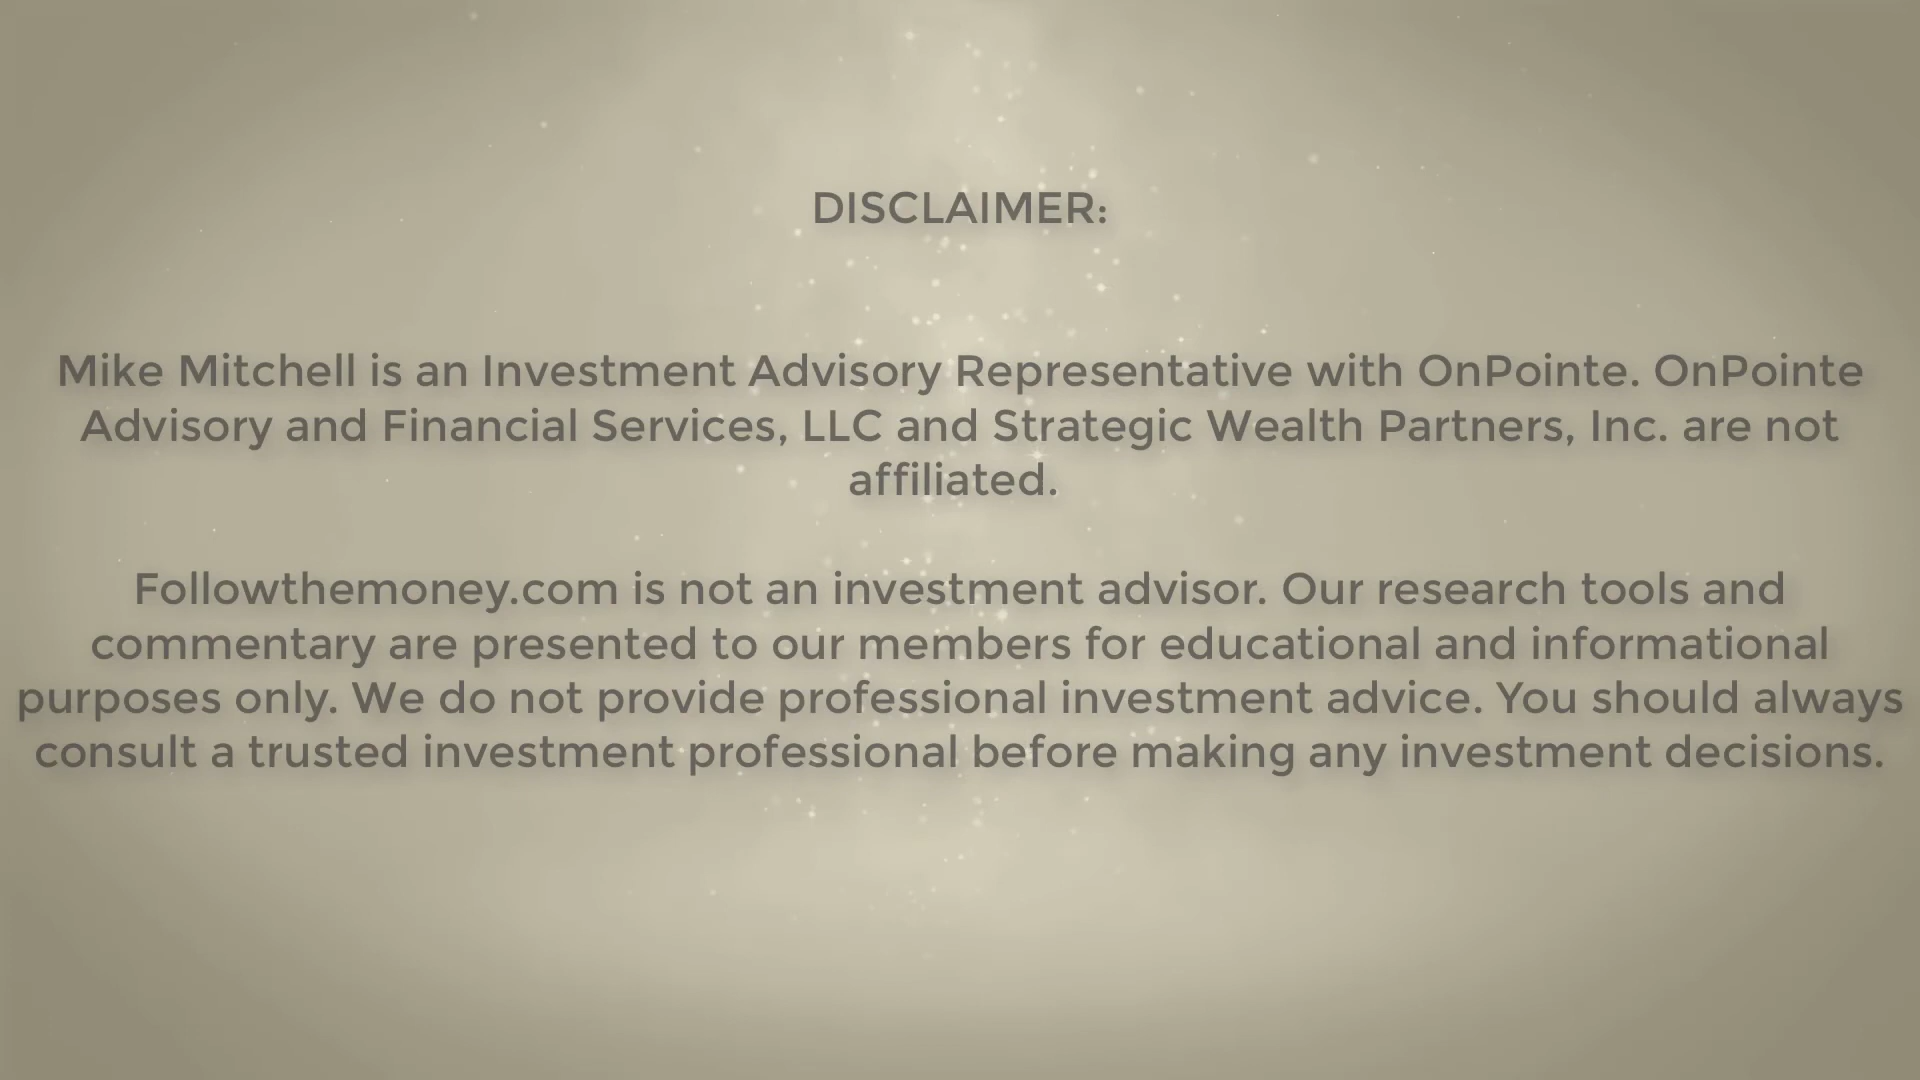 DISCLAIMER:
Mike Mitchell is an Investment Advisory Representative with OnPointe. OnPointe
Advisory and Financial Services, LLC and Strategic Wealth Partners, Inc. are not
affiliated.
Followthemoney.com is not an investment advisor. Our research tools and
commentary are presented to our members for educational and informational
purposes only. We do not provide professional investment advice. You should always
consult a trusted investment professional before making any investment decisions.